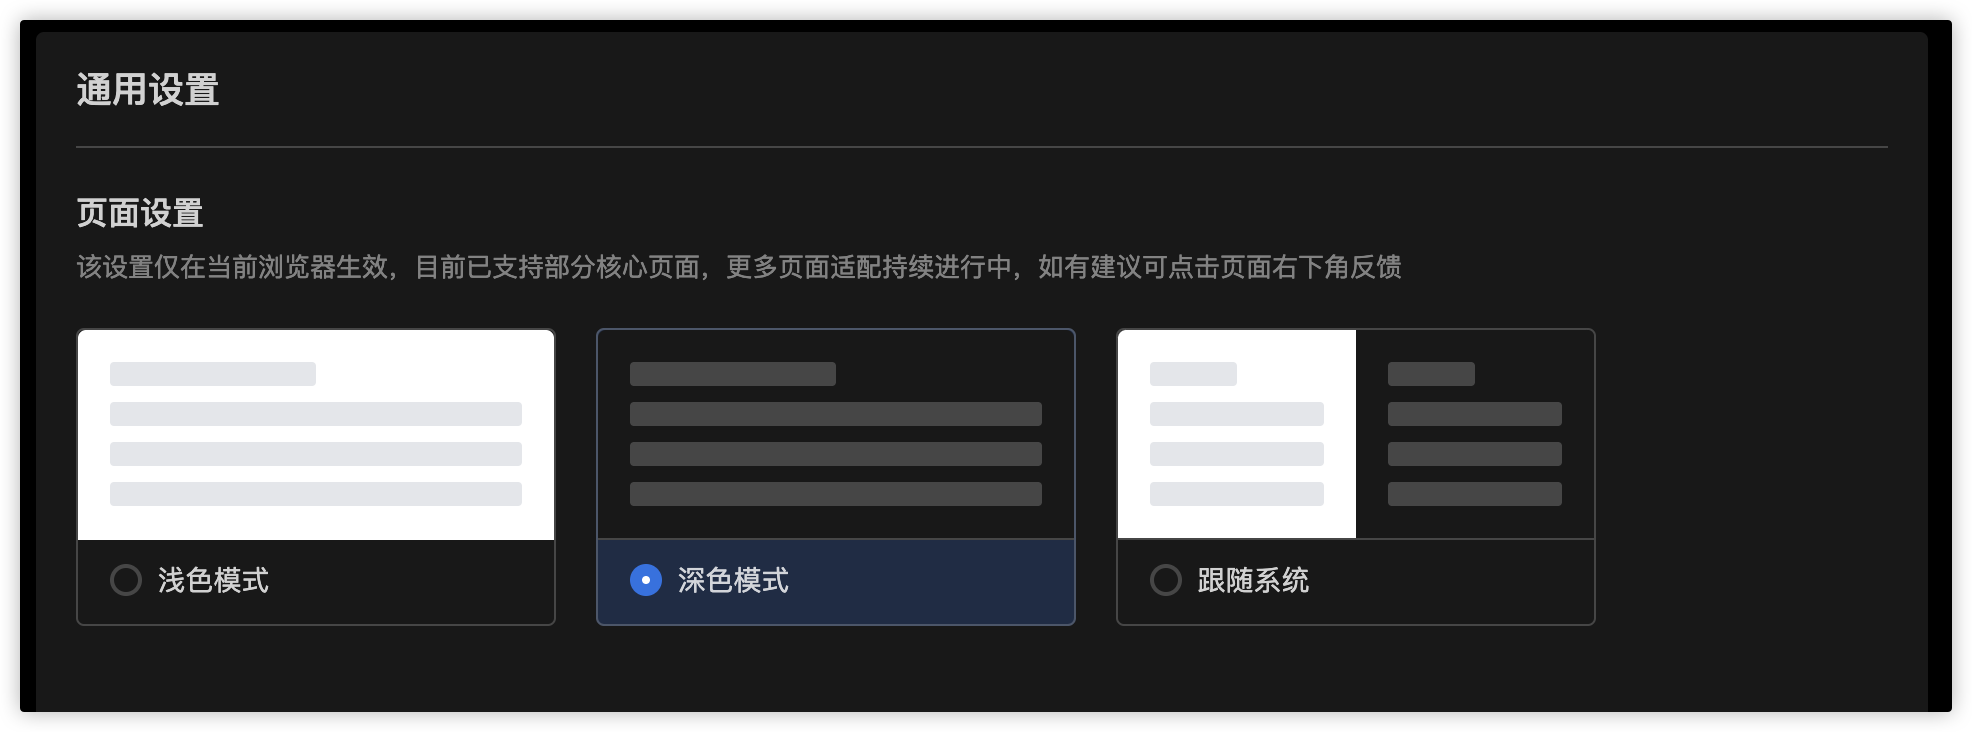 通用设置
页面设置
该设置仅在当前浏览器生效，目前已支持部分核心页面，更多页面适配持续进行中，如有建议可点击页面右下角反馈
浅色模式
深色模式
跟随系统